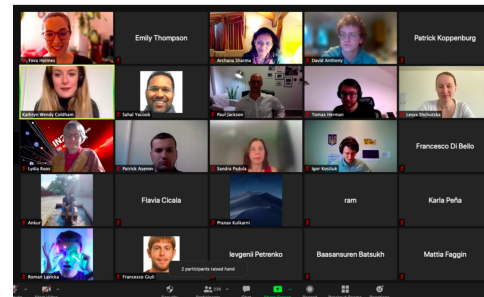 Tova Holmes
Emily Thompson
Archana Sharma
David Anthony
Patrick Koppenburg
Kathryn Wendy Coldham
Sahal Yacoob
Paul Jackson
Tomas Herman
Lesya Shchutska
Lydia Roos
Patrick Asenov
Sandra Padula
Igor Kostiuk
Francesco Di Bello
Ankur
Flavia Cicala
Pranav Kulkarni
ram
Karla Peña
Roman Lavicka
Francesco Giuli
2 participants raised hand
Ievgenii Petrenko
Baasansuren Batsukh
Mattia Faggin